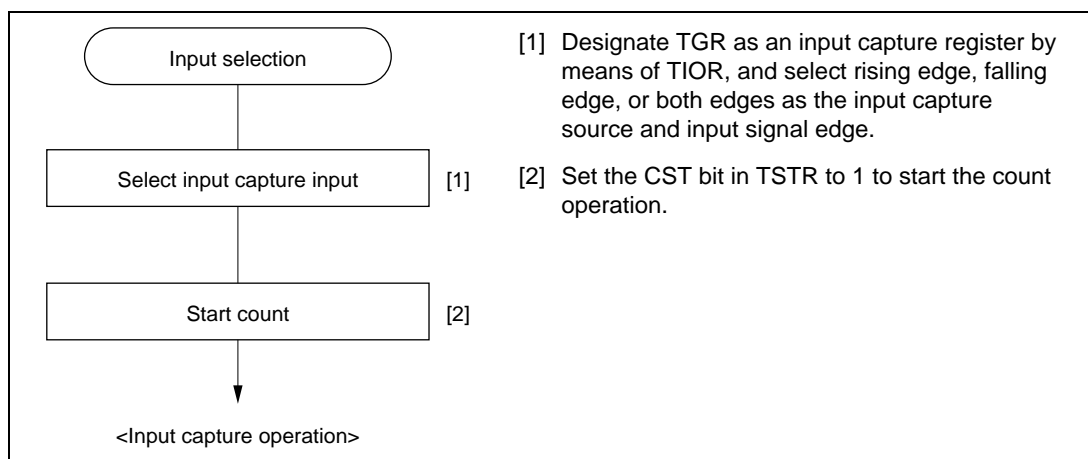 Input selection
Select input capture input
[1]
Start count
[2]
<Input capture operation>
[1] Designate TGR as an input capture register by
means of TIOR, and select rising edge, falling
edge, or both edges as the input capture
source and input signal edge.
[2] Set the CST bit in TSTR to 1 to start the count
operation.